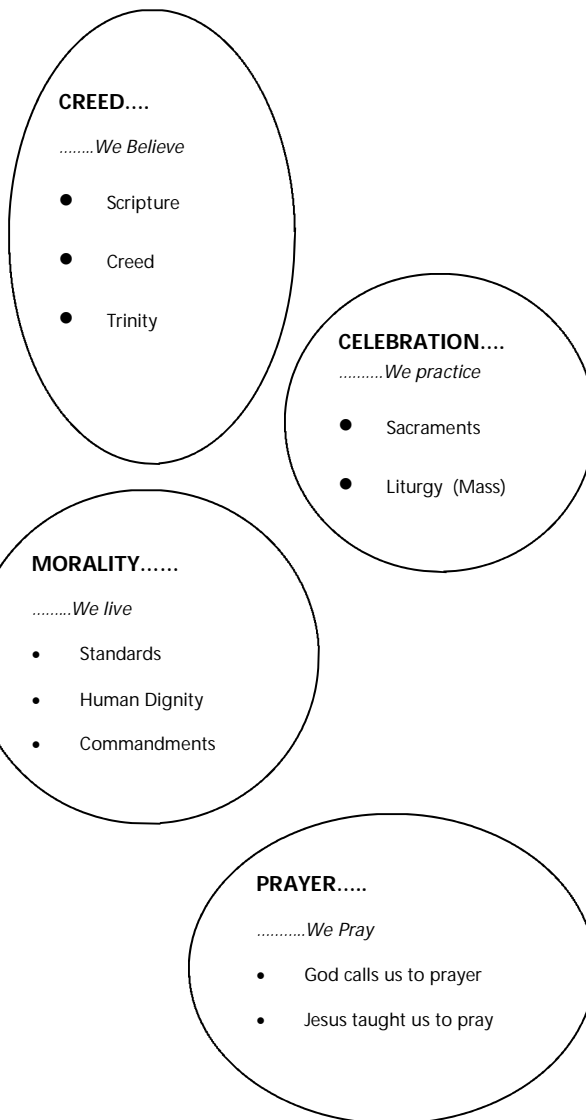 CREED....
........We Believe
● Scripture
● Creed
● Trinity
CELEBRATION....
..........We practice
● Sacraments
● Liturgy (Mass)
MORALITY......
.........We live
• Standards
• Human Dignity
• Commandments
PRAYER.....
...........We Pray
• God calls us to prayer
• Jesus taught us to pray